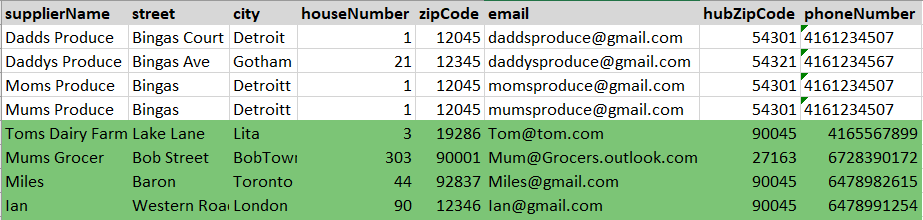 supplierName street city houseNumber zipCode email hubZipCode phoneNumber
Dadds Produce Bingas Court Detroit 1 12045 daddsproduce@gmail.com 54301 4161234507
Daddys Produce Bingas Ave Gotham 21 12345 daddysproduce@gmail.com 54321 4161234567
Moms Produce Bingas Detroitt 1 12045 momsproduce@gmail.com 54301 4161234567
Mums Produce Bingas Detroitt 1 12045 mumsproduce@gmail.com 54301 4161234507
Toms Dairy Farm Lake Lane Lita 3 19286 Tom@tom.com 90045 4165567899
Mums Grocer Bob Street BobTown 303 90001 Mum@Grocers.outlook.com 27163 6728390172
Miles Baron Toronto 44 92837 Miles@gmail.com 90045 6478982615
Ian Western Road London 90 12346 Ian@gmail.com 90045 6478991254